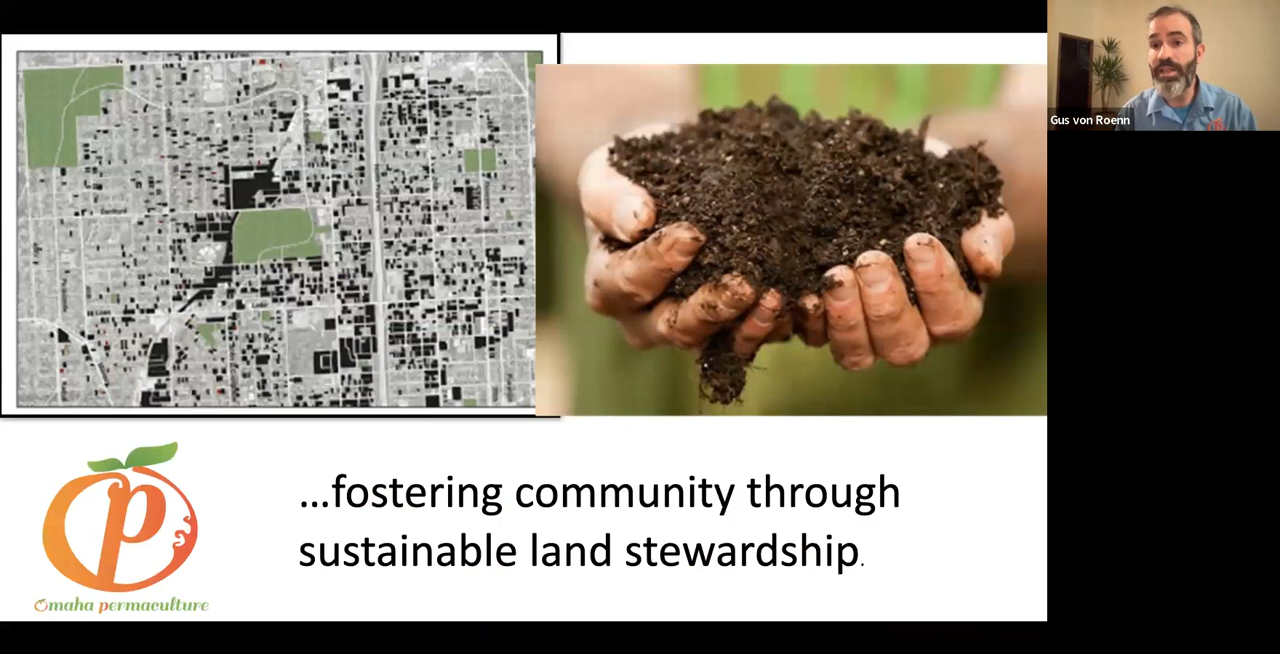 Gus von Roenn
P
Omaha permaculture
...fostering community through
sustainable land stewardship.